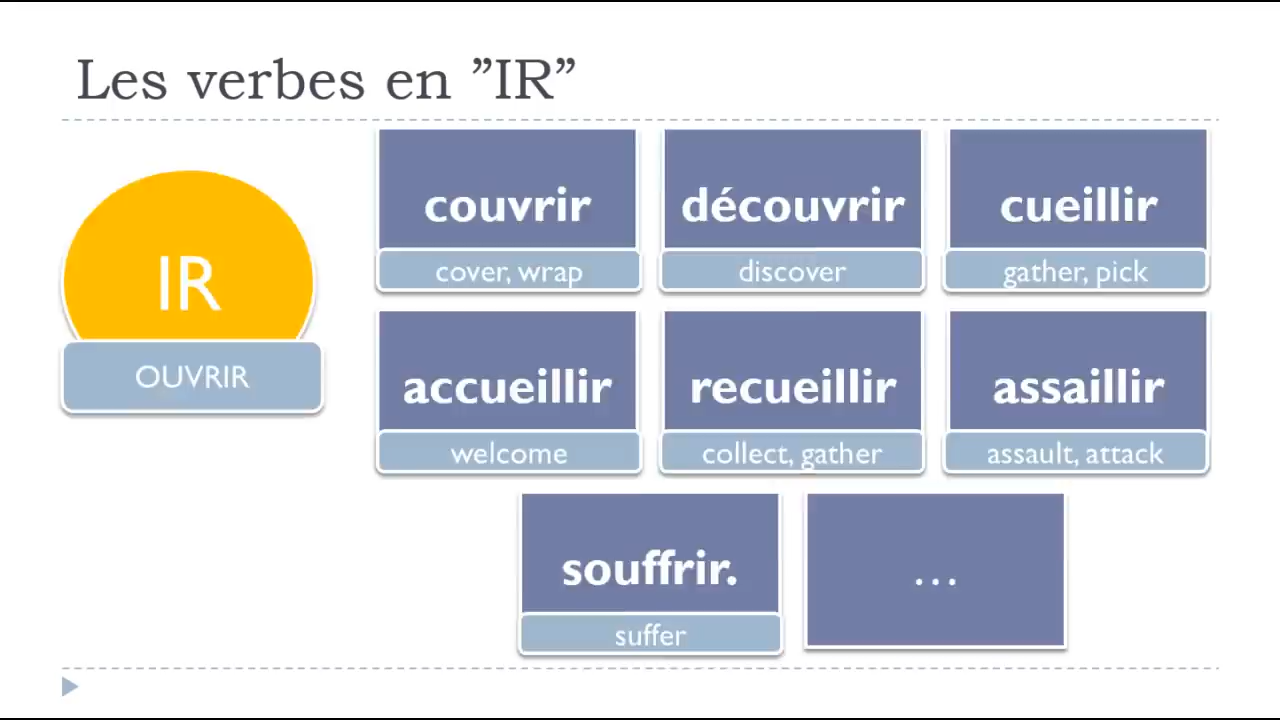 Les verbes en ”IR”
IR
OUVRIR
couvrir
cover, wrap
découvrir
discover
cueillir
gather, pick
accueillir
welcome
recueillir
collect, gather
assaillir
assault, attack
souffrir.
suffer
...